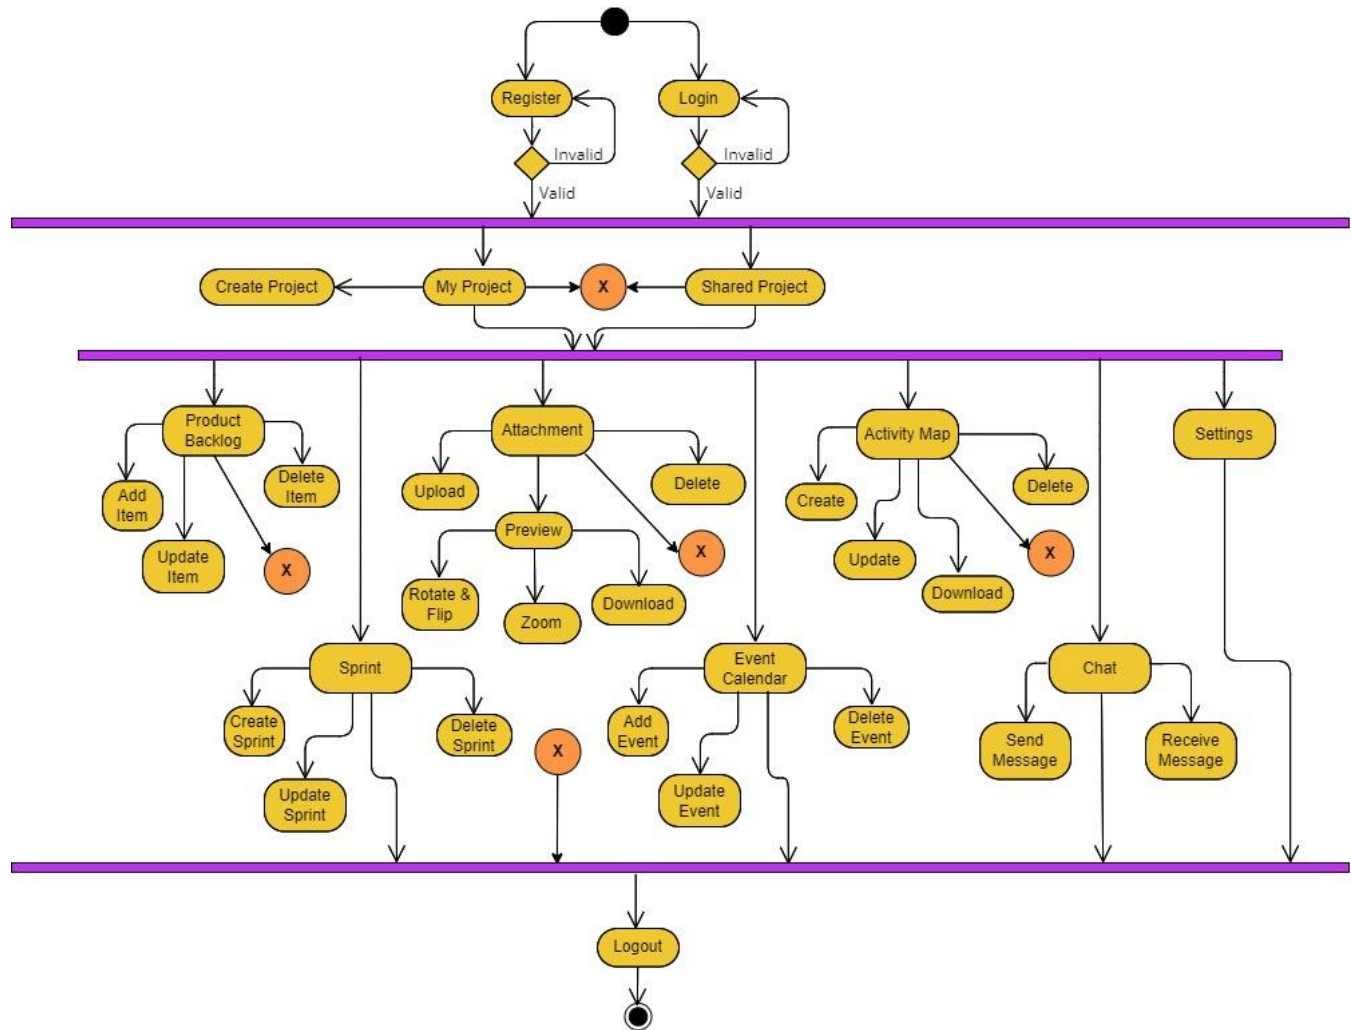 Register
Login
Invalid
Invalid
Valid
Valid
Create Project
My Project
X
Shared Project
Product
Backlog
Attachment
Activity Map
Settings
Add
Item
Update
Item
X
Delete
Item
Upload
Preview
Delete
X
Rotate &
Flip
Zoom
Download
Create
Update
Download
X
Delete
Sprint
Event
Calendar
Chat
Create
Sprint
Update
Sprint
Delete
Sprint
X
Add
Event
Update
Event
Delete
Event
Send
Message
Receive
Message
Logout